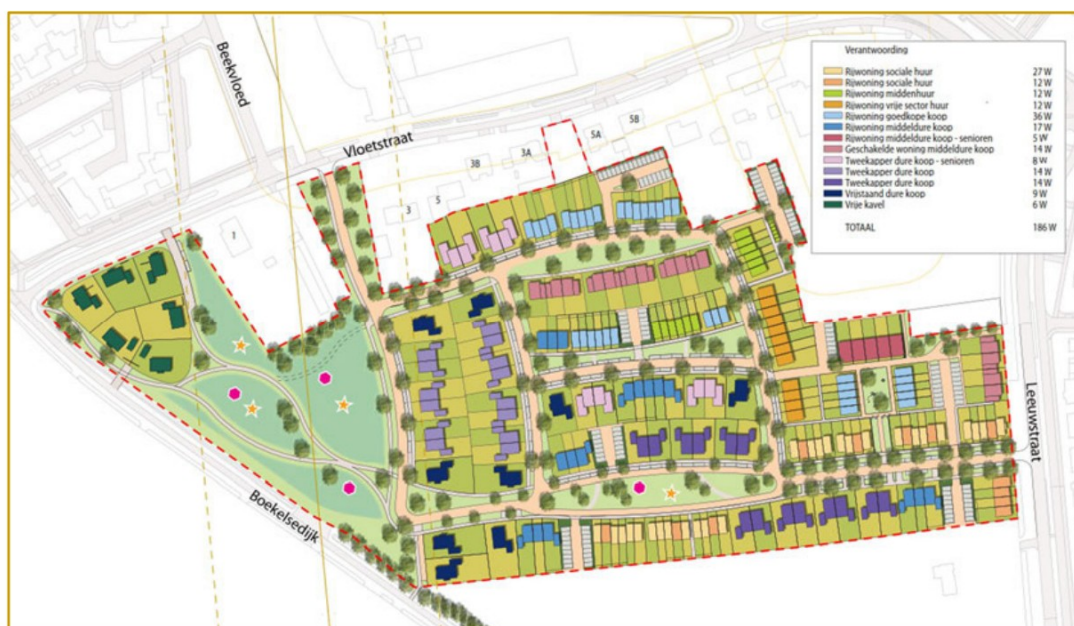 Beekvloed
Vloetstraat
Verantwoording
Rijwoning sociale huur 27 W
Rijwoning sociale huur 12 W
Rijwoning middenhuur 12 W
Rijwoning vrije sector huur 12 W
Rijwoning goedkope koop 36 W
Rijwoning middeldure koop 17 W
Rijwoning middeldure koop - senioren 5 W
Geschakelde woning middeldure koop 14 W
Tweekapper dure koop - senioren 8 W
Tweekapper dure koop 14 W
Tweekapper dure koop 14 W
Vrijstaand dure koop 9 W
Vrije kavel 6 W
TOTAAL 186 W
5B
5A
3A
3B
5
3
1
Leeuwstraat
Boekelsedijk